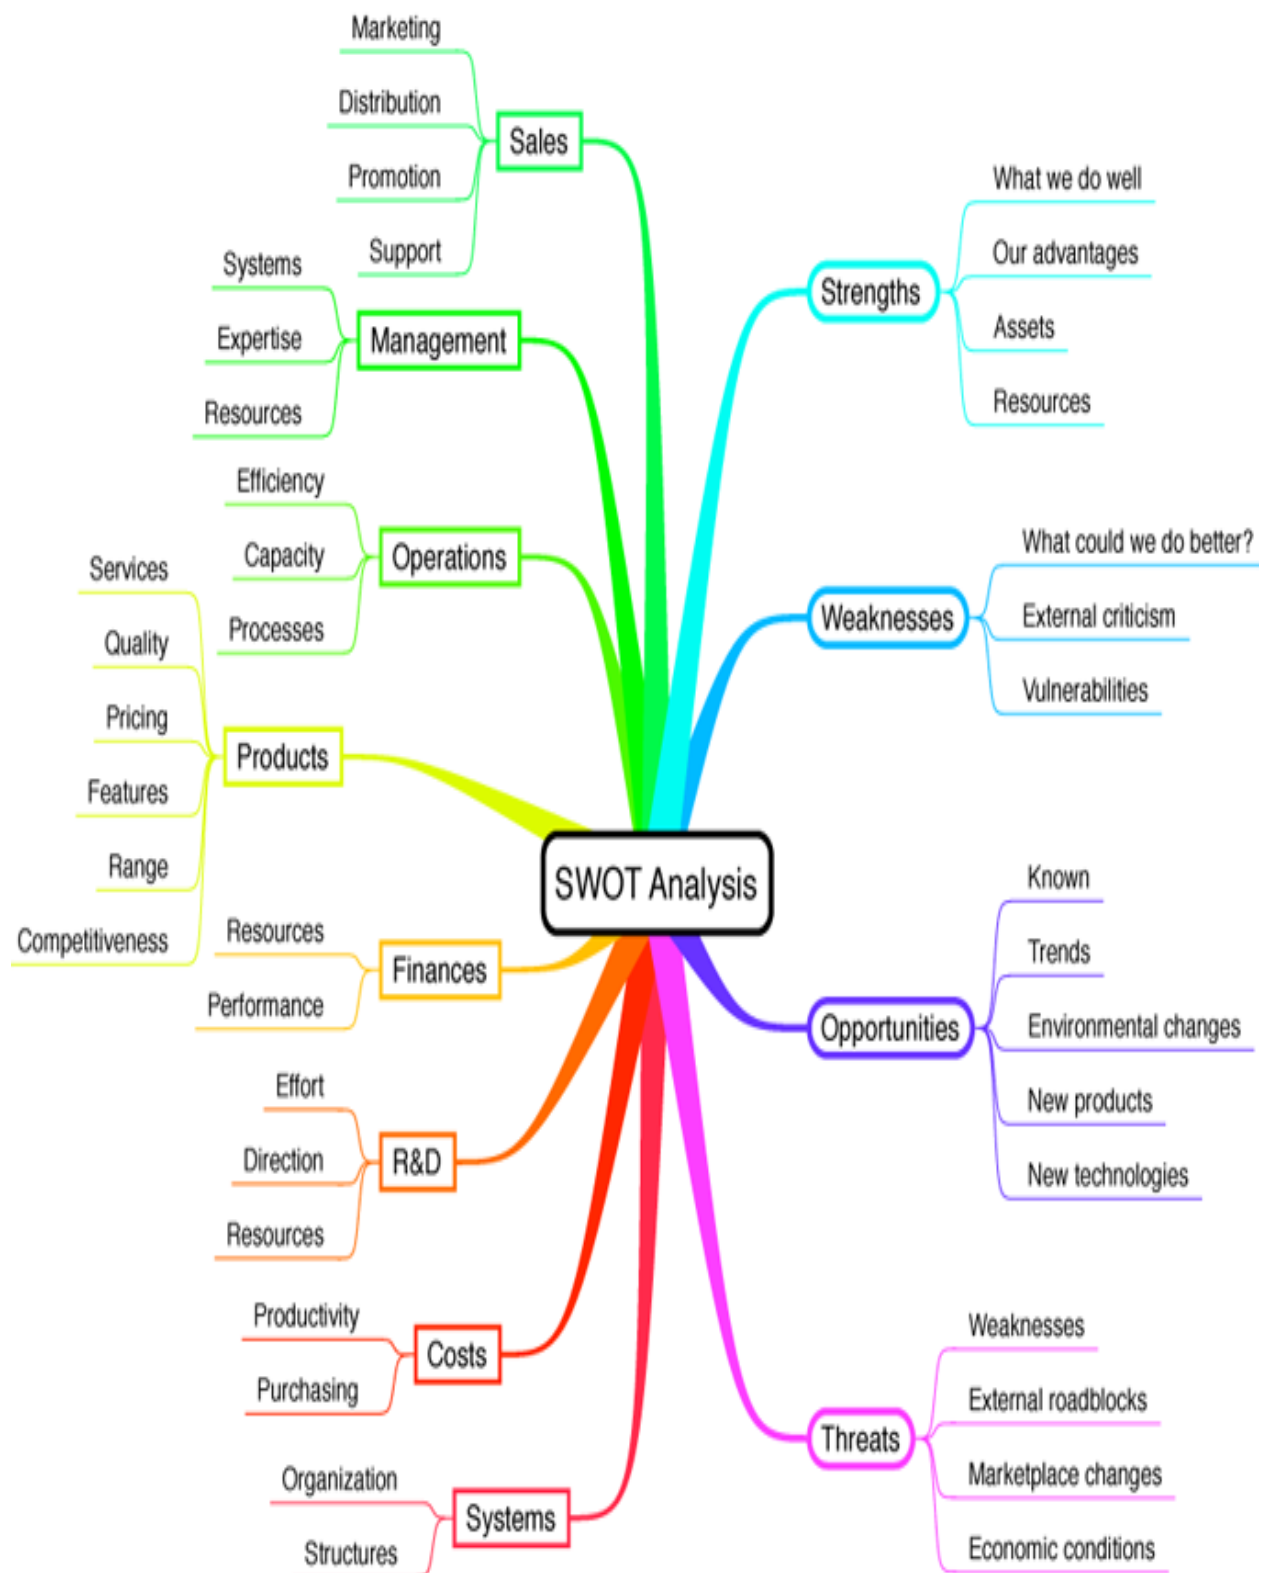 Marketing
Distribution
Promotion
Support
Sales
Systems
Expertise
Resources
Management
Efficiency
Capacity
Processes
Operations
Services
Quality
Pricing
Features
Range
Competitiveness
Products
Resources
Performance
Finances
Effort
Direction
Resources
R&D
Productivity
Purchasing
Costs
Organization
Structures
Systems
SWOT Analysis
Strengths
What we do well
Our advantages
Assets
Resources
Weaknesses
What could we do better?
External criticism
Vulnerabilities
Opportunities
Known
Trends
Environmental changes
New products
New technologies
Threats
Weaknesses
External roadblocks
Marketplace changes
Economic conditions